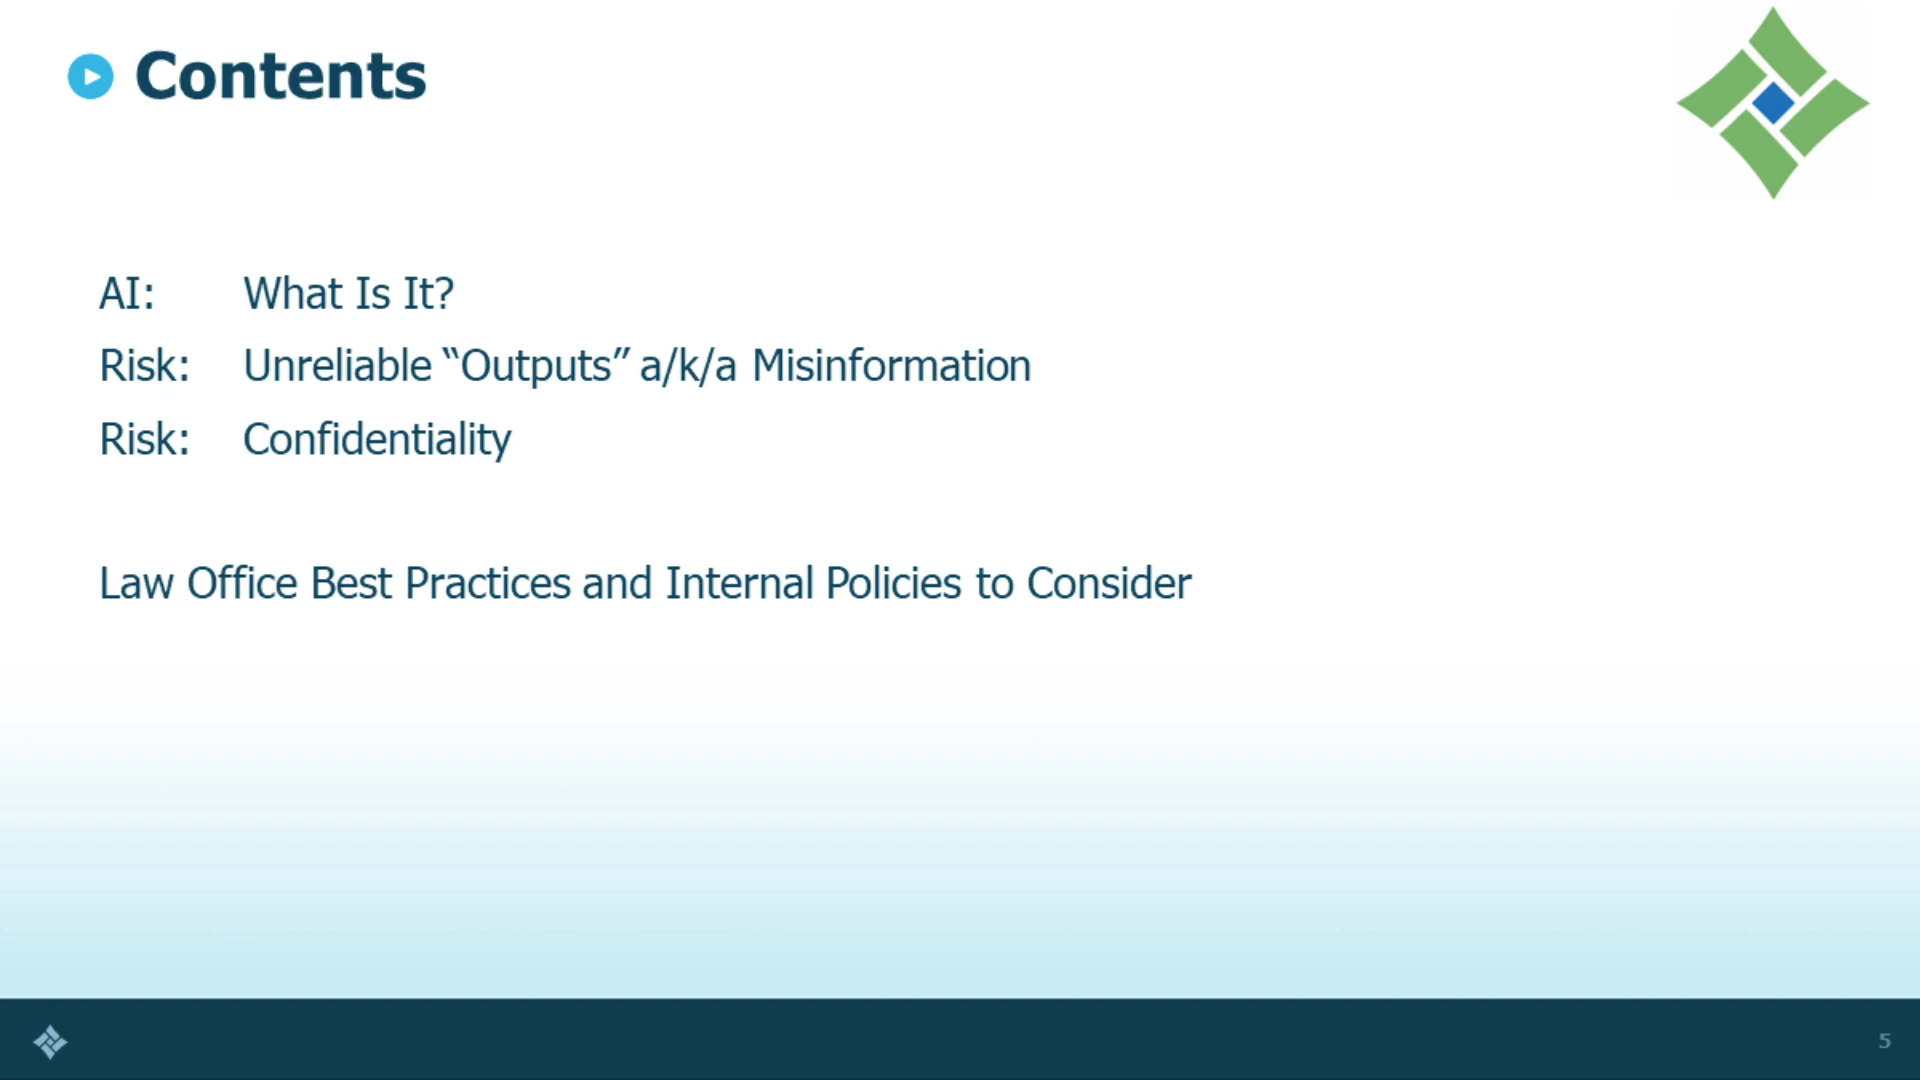 Contents
AI: What Is It?
Risk: Unreliable “Outputs” a/k/a Misinformation
Risk: Confidentiality
Law Office Best Practices and Internal Policies to Consider
5